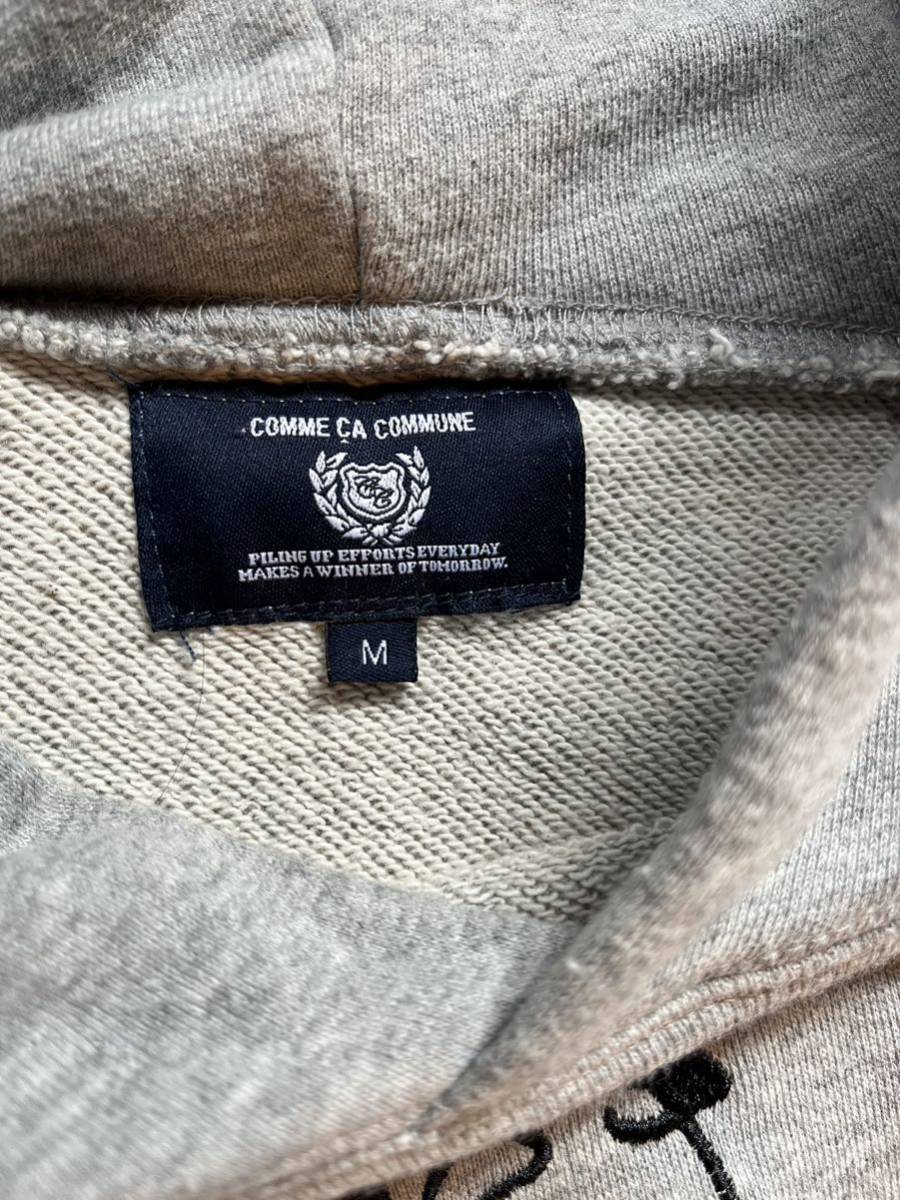 COMME ÇA COMMUNE
PILING UP EFFORTS EVERYDAY
MAKES A WINNER OF TOMORROW.
M